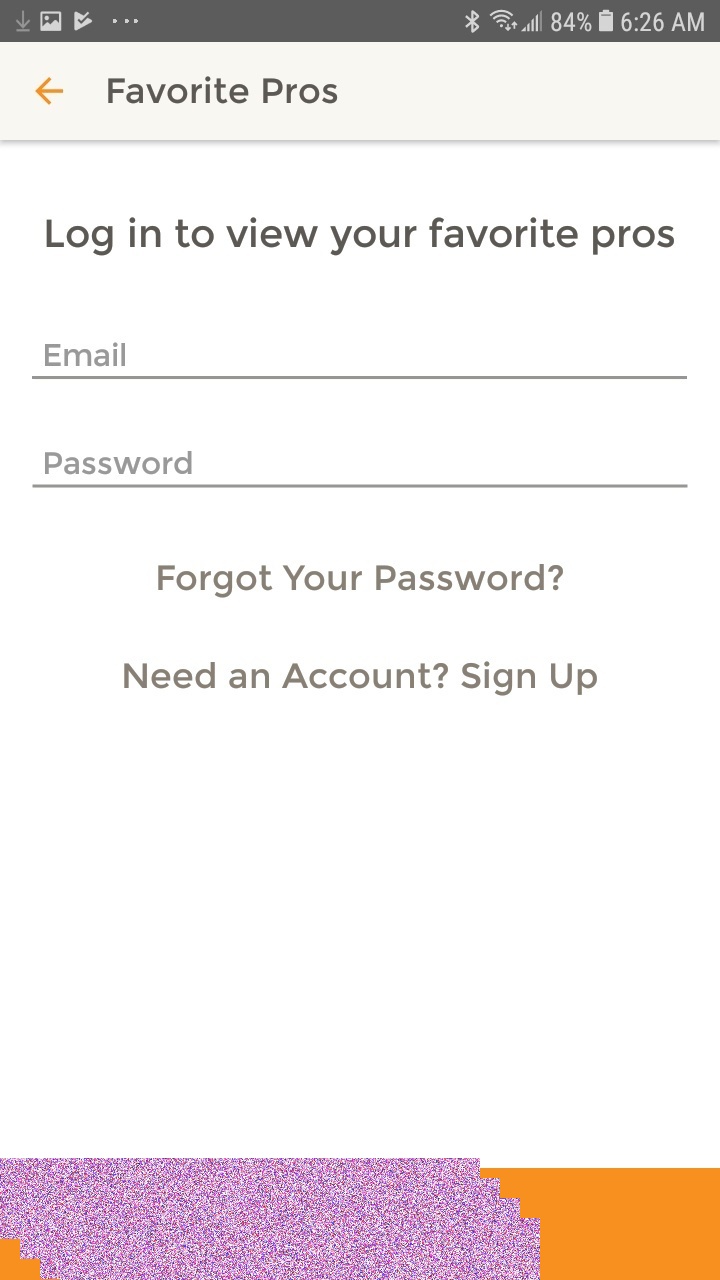 84% 6:26 AM
Favorite Pros
Log in to view your favorite pros
Email
Password
Forgot Your Password?
Need an Account? Sign Up